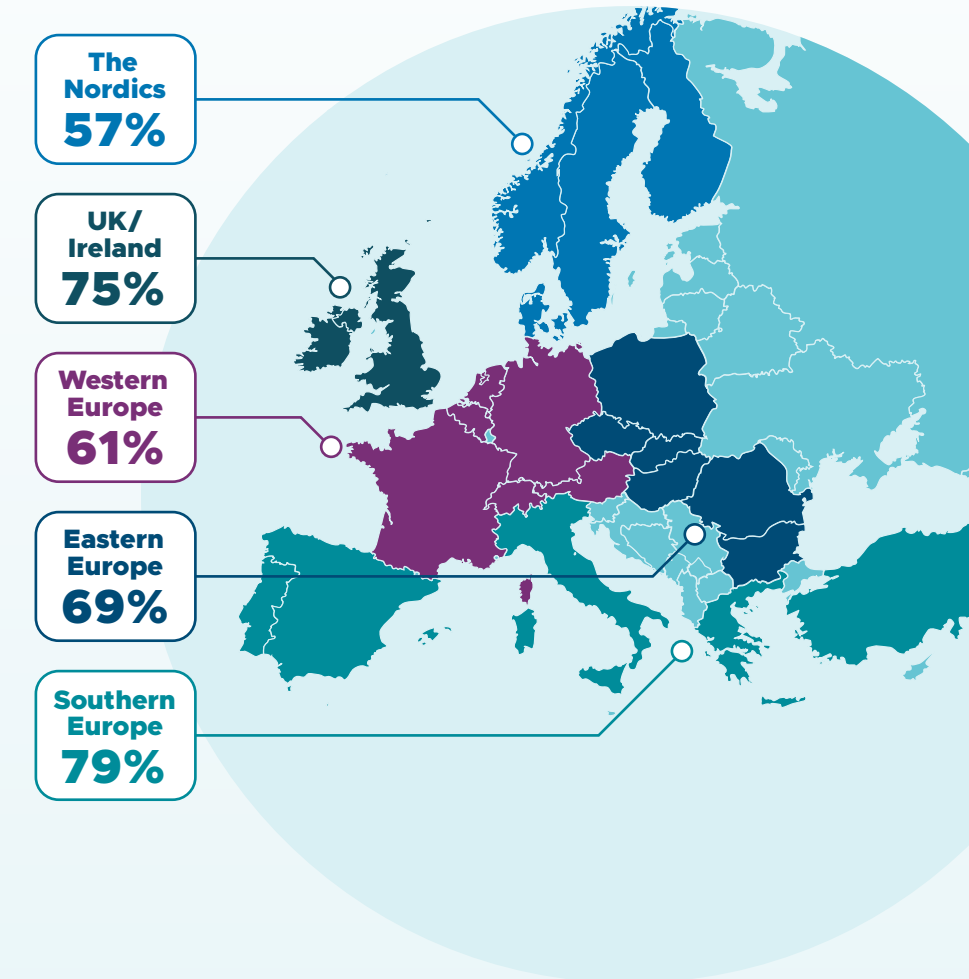 The
Nordics
57%
UK/
Ireland
75%
Western
Europe
61%
Eastern
Europe
69%
Southern
Europe
79%